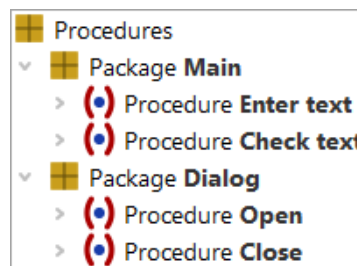 Procedures
Package Main
Procedure Enter text
Procedure Check text
Package Dialog
Procedure Open
Procedure Close